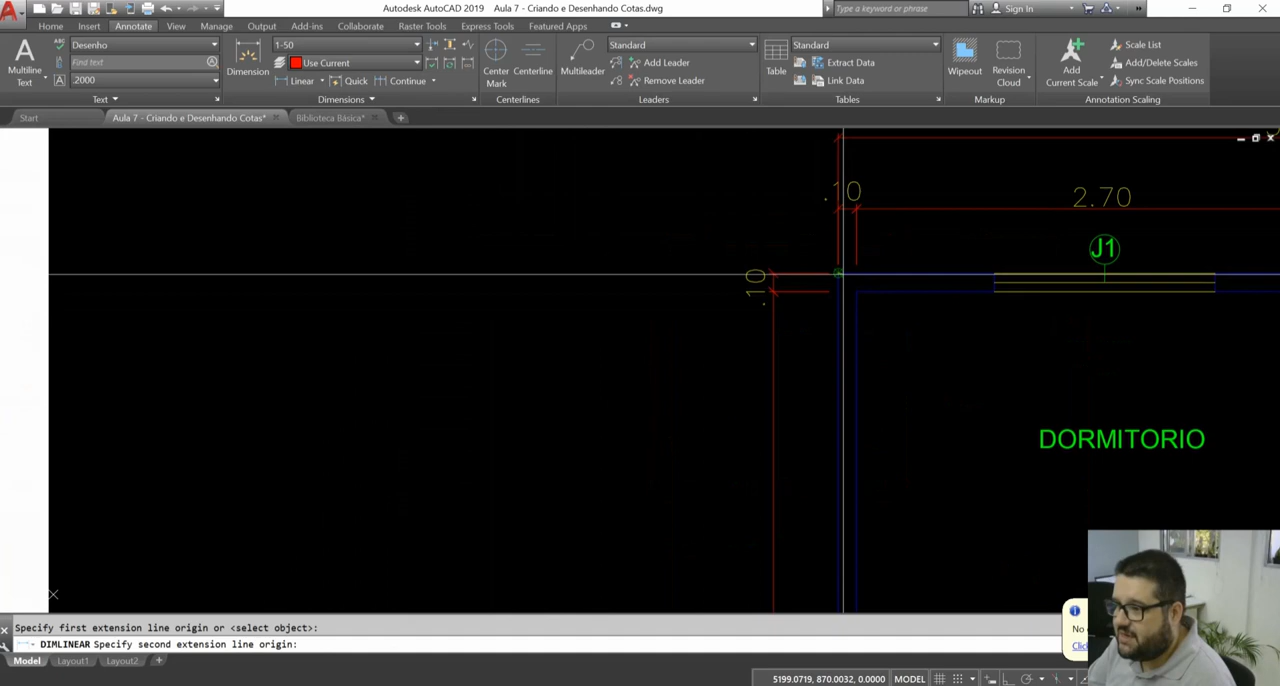 Autodesk AutoCAD 2019 Aula 7 - Criando e Desenhando Cotas.dwg
Type a keyword or phrase
Sign In
Home Insert Annotate View Manage Output Add-ins Collaborate Raster Tools Express Tools Featured Apps
Multiline Text
Desenho
Find text
.2000
Text
Dimension
1-50
Use Current
Linear Quick Continue
Dimensions
Center Mark
Centerline
Centerlines
Multileader
Standard
Add Leader
Remove Leader
Leaders
Table
Standard
Extract Data
Link Data
Tables
Wipeout
Revision Cloud
Markup
Add Current Scale
Scale List
Add/Delete Scales
Sync Scale Positions
Annotation Scaling
Start Aula 7 - Criando e Desenhando Cotas* Biblioteca Básica*
.10
2.70
J1
.10
DORMITORIO
No
Specify first extension line origin or <select object>:
DIMLINEAR Specify second extension line origin:
Model Layout1 Layout2
5199.0719, 870.0032, 0.0000 MODEL